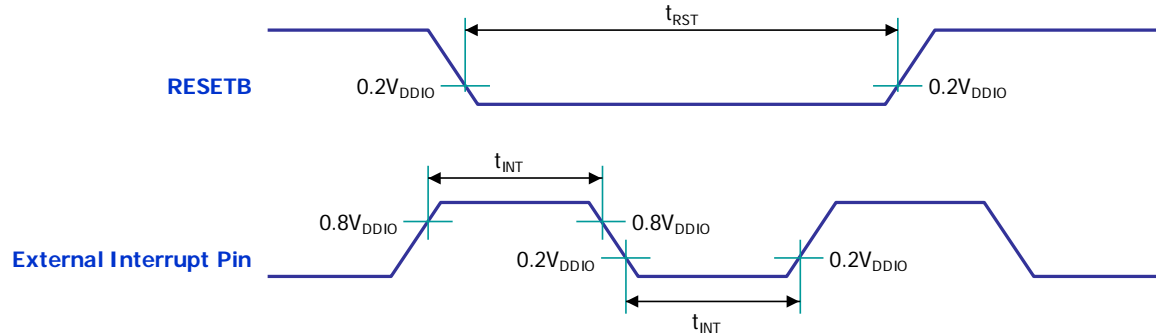 tRST
RESETB
0.2VDDIO
0.2VDDIO
tINT
0.8VDDIO
0.8VDDIO
External Interrupt Pin
0.2VDDIO
0.2VDDIO
tINT